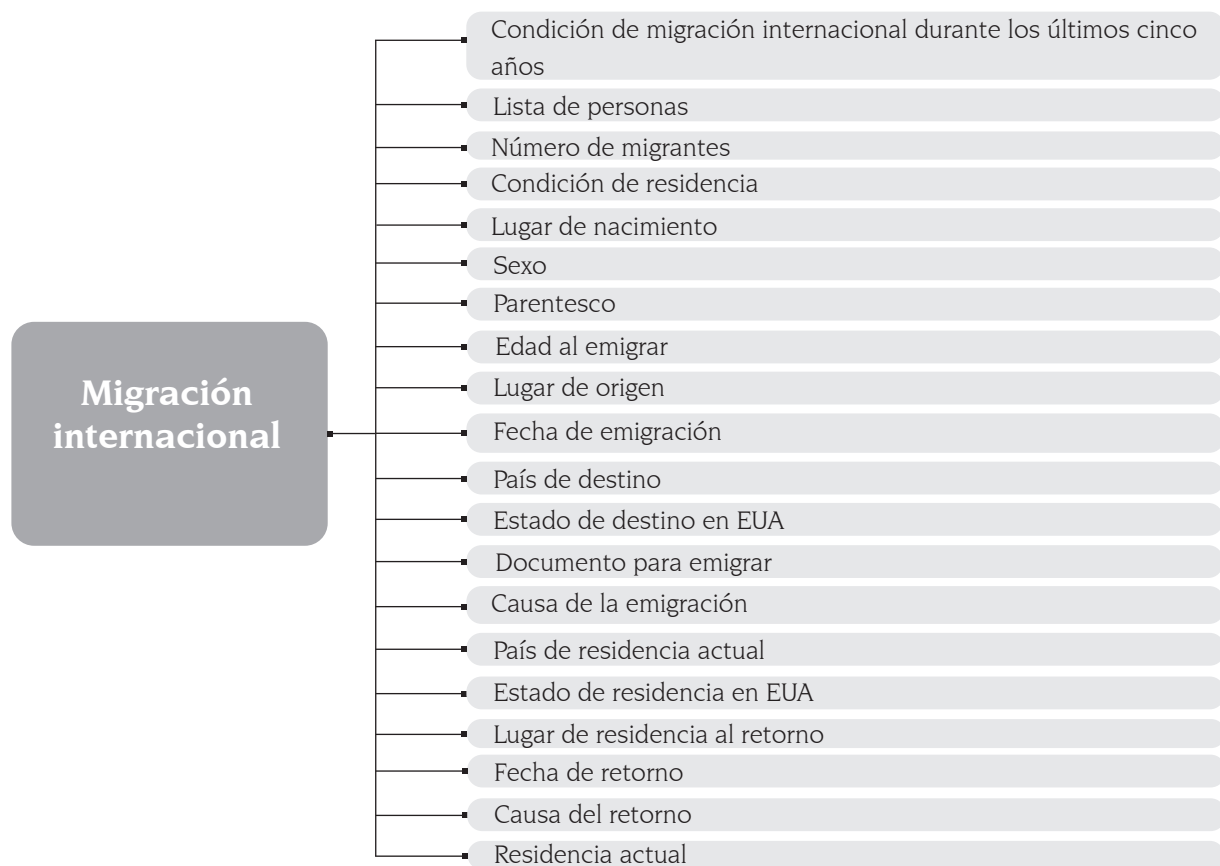 Migración
internacional
Condición de migración internacional durante los últimos cinco
años
Lista de personas
Número de migrantes
Condición de residencia
Lugar de nacimiento
Sexo
Parentesco
Edad al emigrar
Lugar de origen
Fecha de emigración
País de destino
Estado de destino en EUA
Documento para emigrar
Causa de la emigración
País de residencia actual
Estado de residencia en EUA
Lugar de residencia al retorno
Fecha de retorno
Causa del retorno
Residencia actual